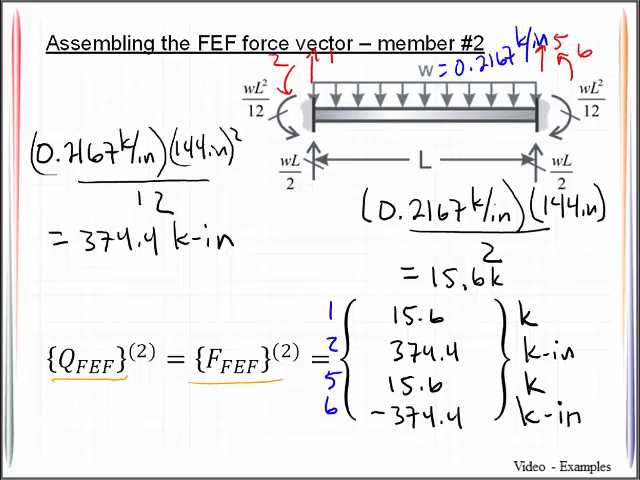 Assembling the FEF force vector – member #2
2 1 w = 0.2167 k/in 5 6
wL²/12 wL²/12
wL/2 L wL/2
(0.2167 k/in)(144 in)²
12
= 374.4 k-in
(0.2167 k/in)(144 in)
2
= 15.6 k
1 15.6 k
2 374.4 k-in
{Q_FEF}⁽²⁾ = {F_FEF}⁽²⁾ =
5 15.6 k
6 -374.4 k-in
Video - Examples